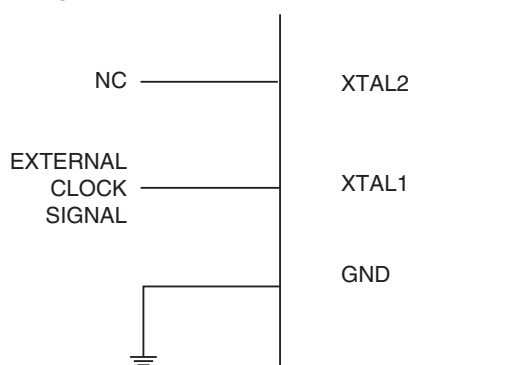 NC
XTAL2
EXTERNAL
CLOCK
SIGNAL
XTAL1
GND